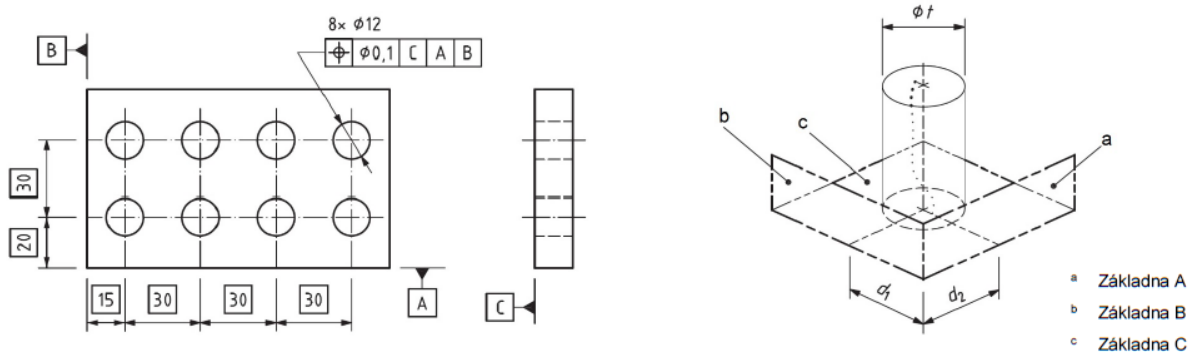 8× ϕ12
⌖ ϕ0,1 C A B
B
30
20
15 30 30 30
A
C
ϕt
b
c
a
d1
d2
a Základna A
b Základna B
c Základna C